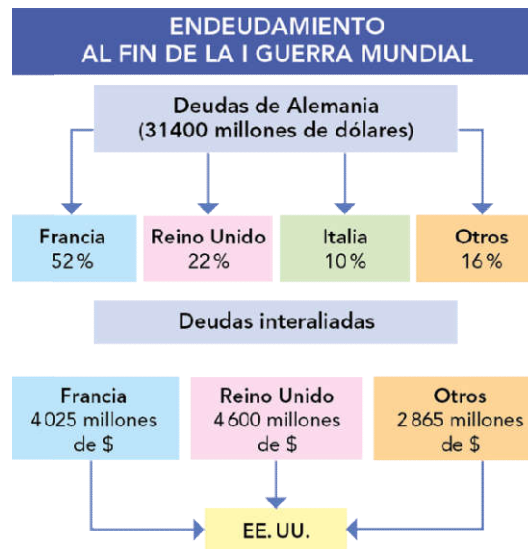 ENDEUDAMIENTO
AL FIN DE LA I GUERRA MUNDIAL
Deudas de Alemania
(31400 millones de dólares)
Francia
52 %
Reino Unido
22 %
Italia
10 %
Otros
16 %
Deudas interaliadas
Francia
4 025 millones
de $
Reino Unido
4 600 millones
de $
Otros
2 865 millones
de $
EE. UU.